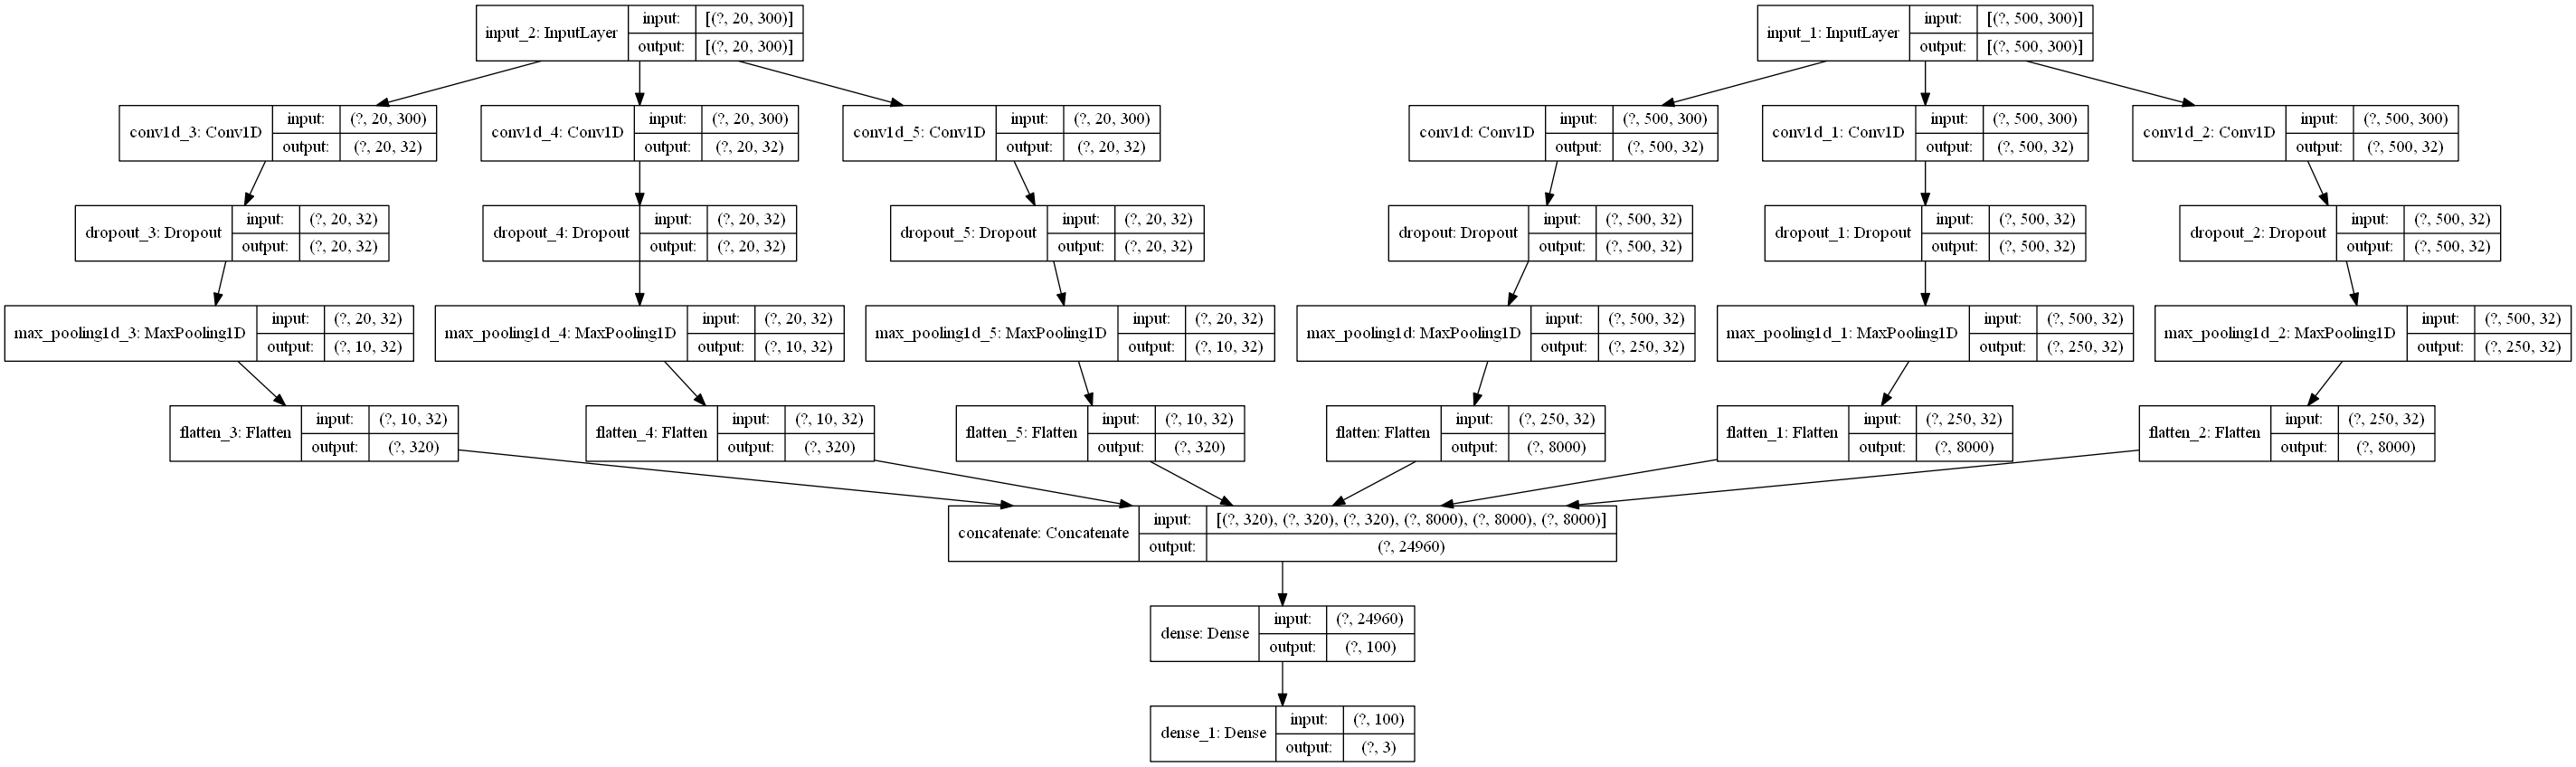 input_2: InputLayer
input: [(?, 20, 300)]
output: [(?, 20, 300)]
input_1: InputLayer
input: [(?, 500, 300)]
output: [(?, 500, 300)]
conv1d_3: Conv1D
input: (?, 20, 300)
output: (?, 20, 32)
conv1d_4: Conv1D
input: (?, 20, 300)
output: (?, 20, 32)
conv1d_5: Conv1D
input: (?, 20, 300)
output: (?, 20, 32)
conv1d: Conv1D
input: (?, 500, 300)
output: (?, 500, 32)
conv1d_1: Conv1D
input: (?, 500, 300)
output: (?, 500, 32)
conv1d_2: Conv1D
input: (?, 500, 300)
output: (?, 500, 32)
dropout_3: Dropout
input: (?, 20, 32)
output: (?, 20, 32)
dropout_4: Dropout
input: (?, 20, 32)
output: (?, 20, 32)
dropout_5: Dropout
input: (?, 20, 32)
output: (?, 20, 32)
dropout: Dropout
input: (?, 500, 32)
output: (?, 500, 32)
dropout_1: Dropout
input: (?, 500, 32)
output: (?, 500, 32)
dropout_2: Dropout
input: (?, 500, 32)
output: (?, 500, 32)
max_pooling1d_3: MaxPooling1D
input: (?, 20, 32)
output: (?, 10, 32)
max_pooling1d_4: MaxPooling1D
input: (?, 20, 32)
output: (?, 10, 32)
max_pooling1d_5: MaxPooling1D
input: (?, 20, 32)
output: (?, 10, 32)
max_pooling1d: MaxPooling1D
input: (?, 500, 32)
output: (?, 250, 32)
max_pooling1d_1: MaxPooling1D
input: (?, 500, 32)
output: (?, 250, 32)
max_pooling1d_2: MaxPooling1D
input: (?, 500, 32)
output: (?, 250, 32)
flatten_3: Flatten
input: (?, 10, 32)
output: (?, 320)
flatten_4: Flatten
input: (?, 10, 32)
output: (?, 320)
flatten_5: Flatten
input: (?, 10, 32)
output: (?, 320)
flatten: Flatten
input: (?, 250, 32)
output: (?, 8000)
flatten_1: Flatten
input: (?, 250, 32)
output: (?, 8000)
flatten_2: Flatten
input: (?, 250, 32)
output: (?, 8000)
concatenate: Concatenate
input: [(?, 320), (?, 320), (?, 320), (?, 8000), (?, 8000), (?, 8000)]
output: (?, 24960)
dense: Dense
input: (?, 24960)
output: (?, 100)
dense_1: Dense
input: (?, 100)
output: (?, 3)